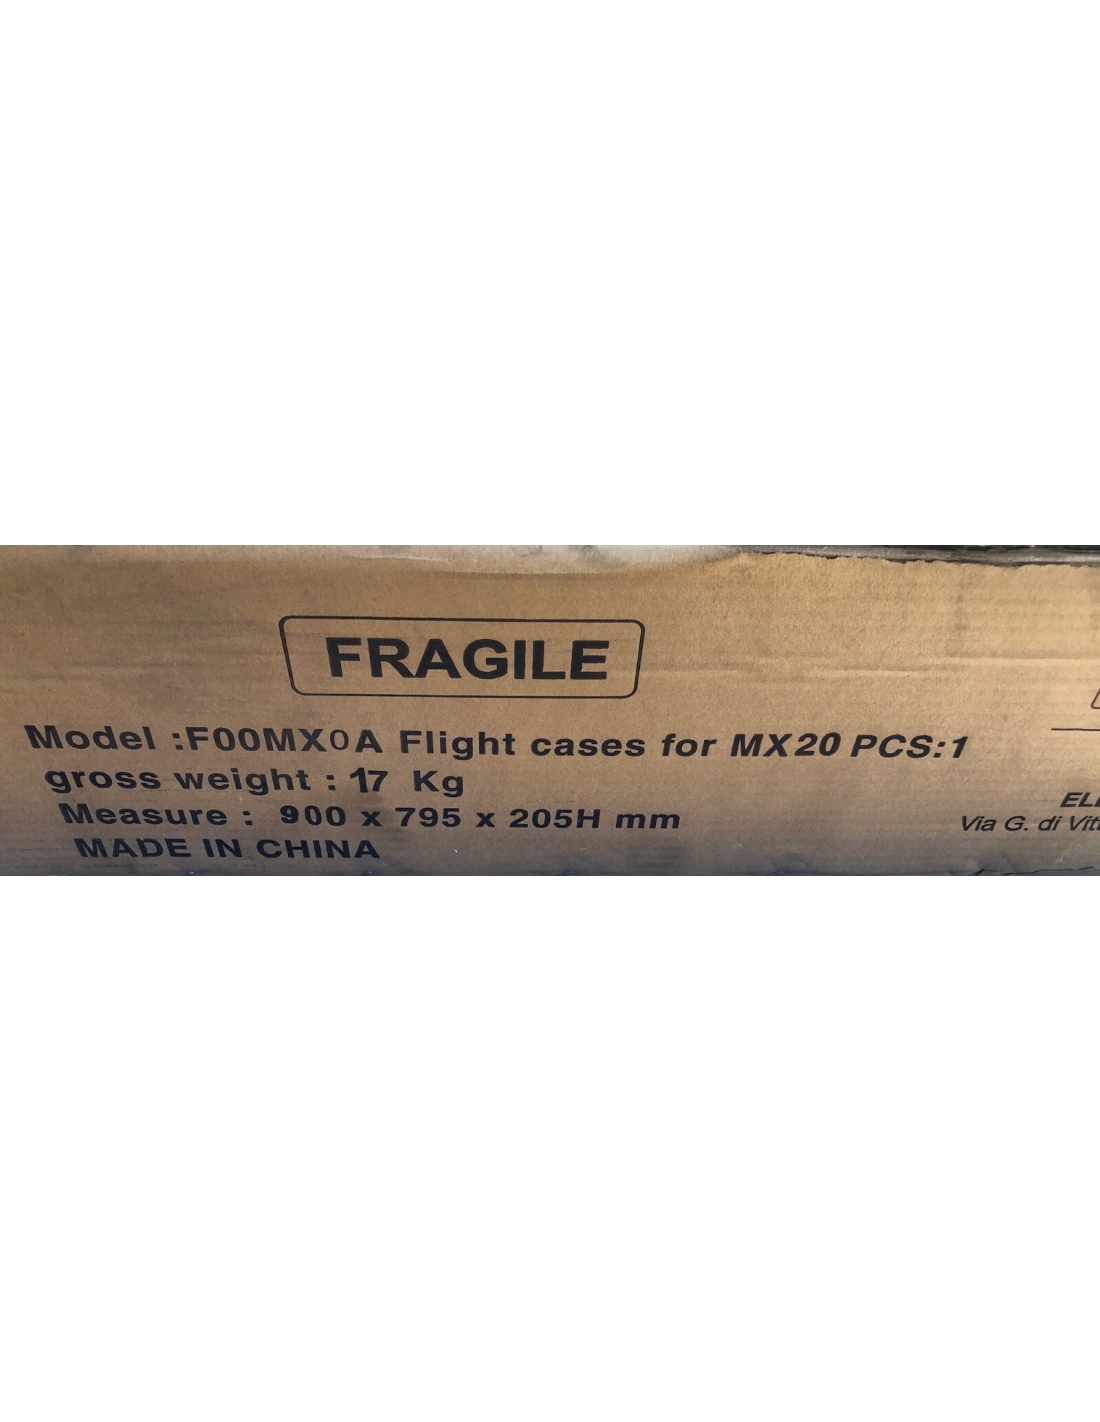 FRAGILE
Model :F00MX0A Flight cases for MX20 PCS:1
gross weight : 17 Kg
Measure : 900 x 795 x 205H mm
MADE IN CHINA
Via G. di